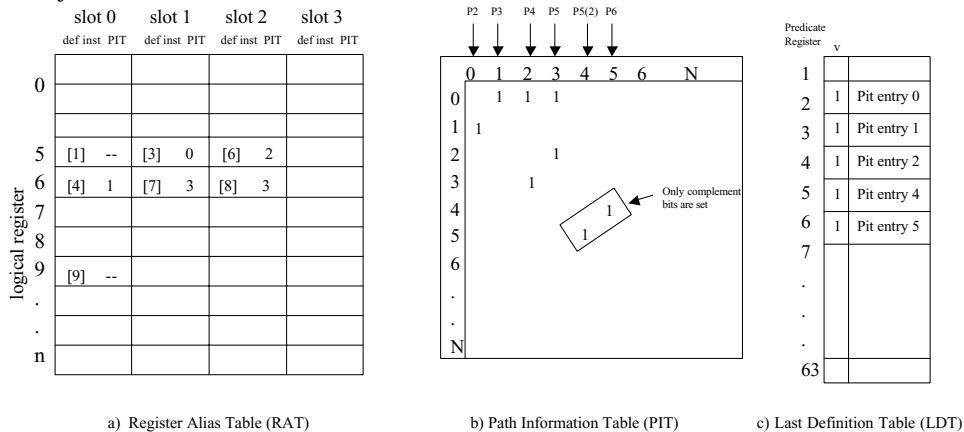 slot 0 slot 1 slot 2 slot 3
def inst PIT def inst PIT def inst PIT
0
5 [1] -- [3] 0 [6] 2
6 [4] 1 [7] 3 [8] 3
7
8
9 [9] --
.
.
n
logical register
a) Register Alias Table (RAT)
P2 P3 P4 P5 P5(2) P6
0 1 2 3 4 5 6 N
0 1 1 1
1 1
2 1
3 1
4 1
5 1
6
.
.
N
Only complement
bits are set
b) Path Information Table (PIT)
Predicate
Register v
1
2 1 Pit entry 0
3 1 Pit entry 1
4 1 Pit entry 2
5 1 Pit entry 4
6 1 Pit entry 5
7
.
.
.
63
c) Last Definition Table (LDT)